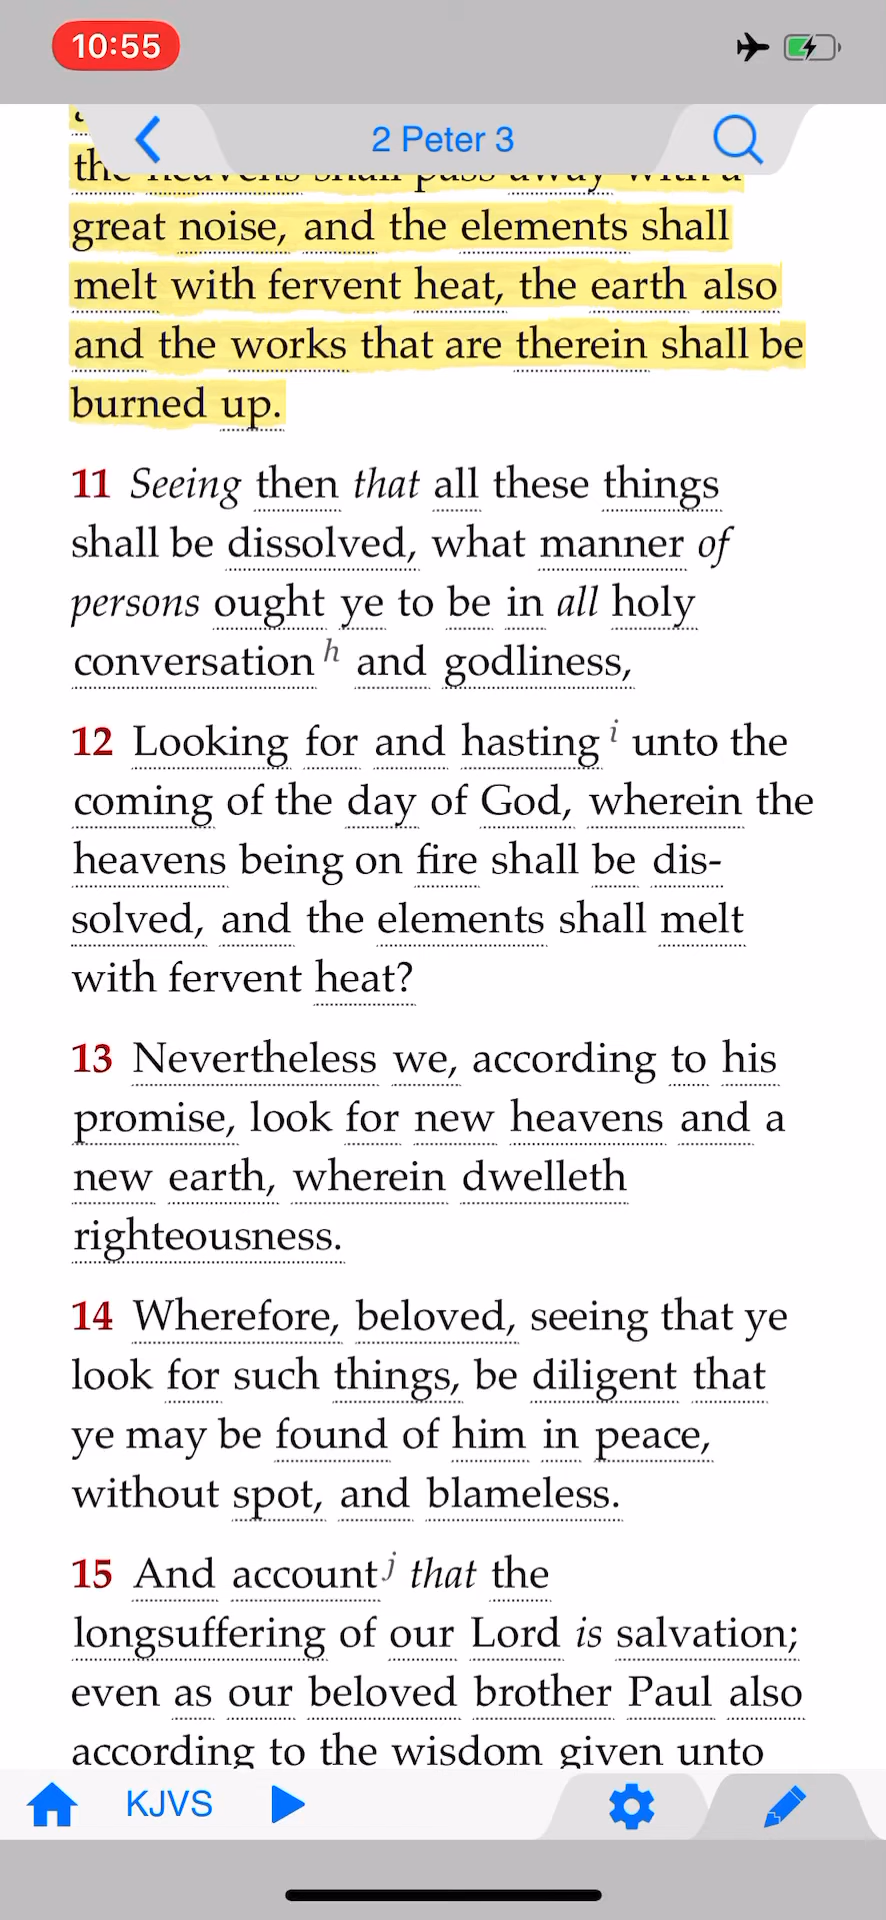 10:55
2 Peter 3
the heavens shall pass away with a
great noise, and the elements shall
melt with fervent heat, the earth also
and the works that are therein shall be
burned up.
11 Seeing then that all these things
shall be dissolved, what manner of
persons ought ye to be in all holy
conversation h and godliness,
12 Looking for and hasting i unto the
coming of the day of God, wherein the
heavens being on fire shall be dis-
solved, and the elements shall melt
with fervent heat?
13 Nevertheless we, according to his
promise, look for new heavens and a
new earth, wherein dwelleth
righteousness.
14 Wherefore, beloved, seeing that ye
look for such things, be diligent that
ye may be found of him in peace,
without spot, and blameless.
15 And account j that the
longsuffering of our Lord is salvation;
even as our beloved brother Paul also
according to the wisdom given unto
KJVS